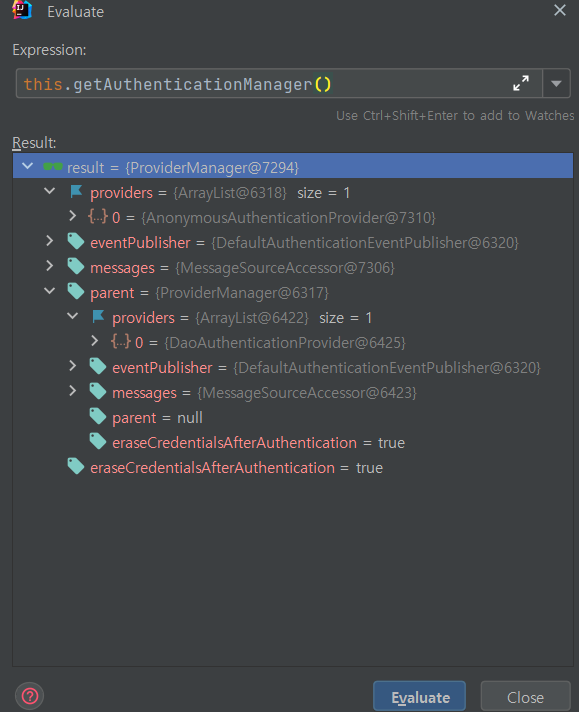 Evaluate
Expression:
this.getAuthenticationManager()
Use Ctrl+Shift+Enter to add to Watches
Result:
result = {ProviderManager@7294}
providers = {ArrayList@6318} size = 1
{..} 0 = {AnonymousAuthenticationProvider@7310}
eventPublisher = {DefaultAuthenticationEventPublisher@6320}
messages = {MessageSourceAccessor@7306}
parent = {ProviderManager@6317}
providers = {ArrayList@6422} size = 1
{..} 0 = {DaoAuthenticationProvider@6425}
eventPublisher = {DefaultAuthenticationEventPublisher@6320}
messages = {MessageSourceAccessor@6423}
parent = null
eraseCredentialsAfterAuthentication = true
eraseCredentialsAfterAuthentication = true
? Evaluate Close